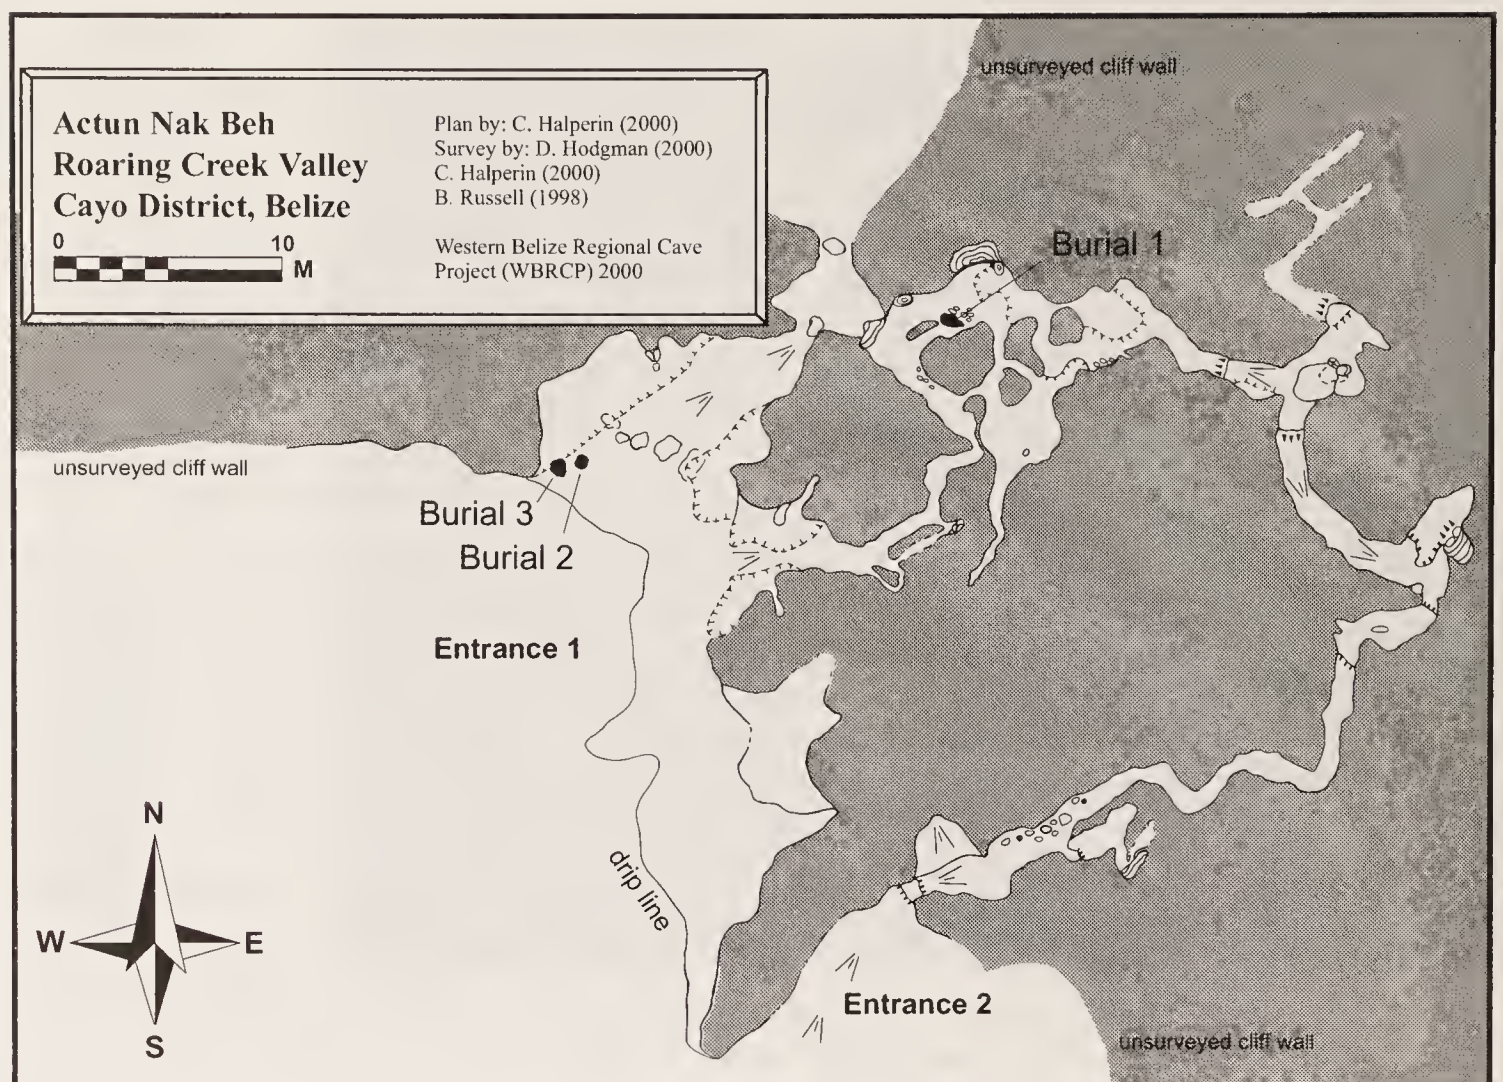 unsurveyed cliff wall
Actun Nak Beh
Roaring Creek Valley
Cayo District, Belize
0 10
M
Plan by: C. Halperin (2000)
Survey by: D. Hodgman (2000)
C. Halperin (2000)
B. Russell (1998)
Western Belize Regional Cave
Project (WBRCP) 2000
Burial 1
unsurveyed cliff wall
Burial 3
Burial 2
Entrance 1
N
W E
S
drip line
Entrance 2
unsurveyed cliff wall